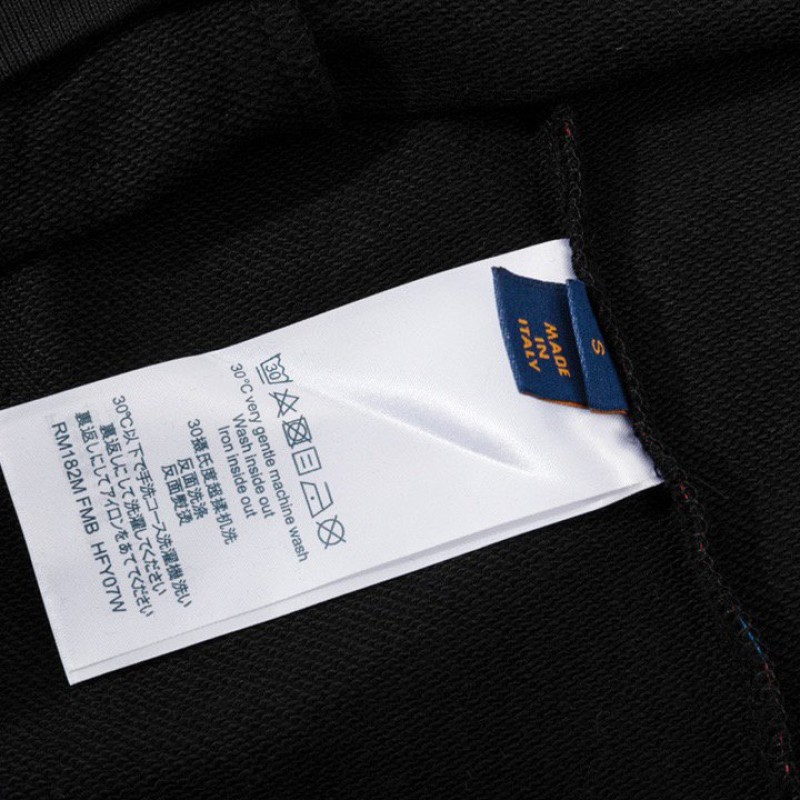 30
30°C very gentle machine wash
Wash inside out
Iron inside out
30摄氏度超柔机洗
反面洗涤
反面熨烫
30℃以下で手洗コース洗濯機洗い
裏返しにして洗濯してください
裏返しにしてアイロンをあててください
RM182M FMB HFY07W
MADE
IN
ITALY
S